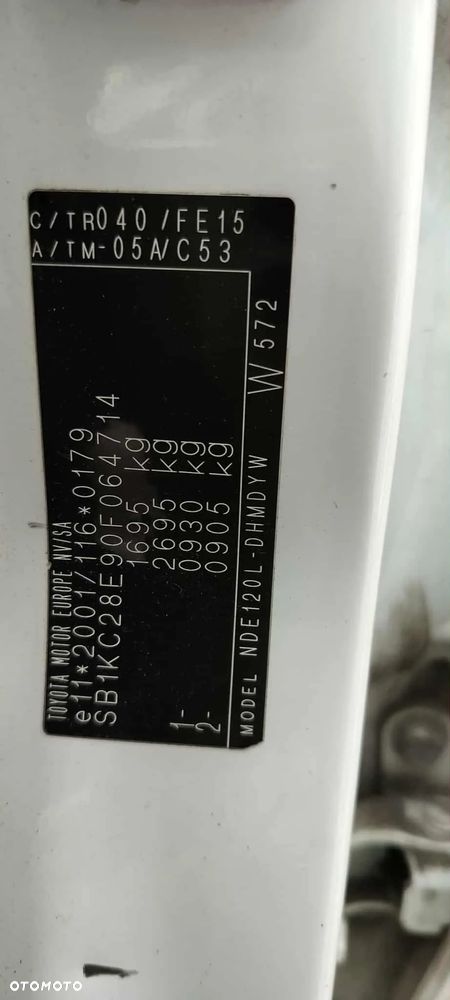 TOYOTA MOTOR EUROPE NV/SA
e11*2001/116*0179
SB1KC28E90F064714
1695 kg
2695 kg
1- 0930 kg
2- 0905 kg
MODEL NDE120L-DHMDYW W 572
C/TR040/FE15
A/TM-05A/C53
OTOMOTO